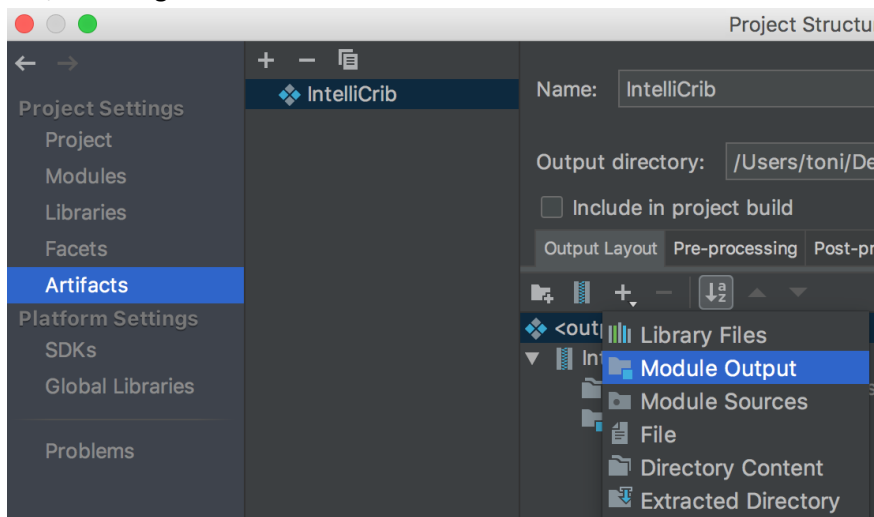 Project Structu
Project Settings
Project
Modules
Libraries
Facets
Artifacts
Platform Settings
SDKs
Global Libraries
Problems
IntelliCrib
Name: IntelliCrib
Output directory: /Users/toni/De
Include in project build
Output Layout Pre-processing Post-pr
<out
Int
Library Files
Module Output
Module Sources
File
Directory Content
Extracted Directory